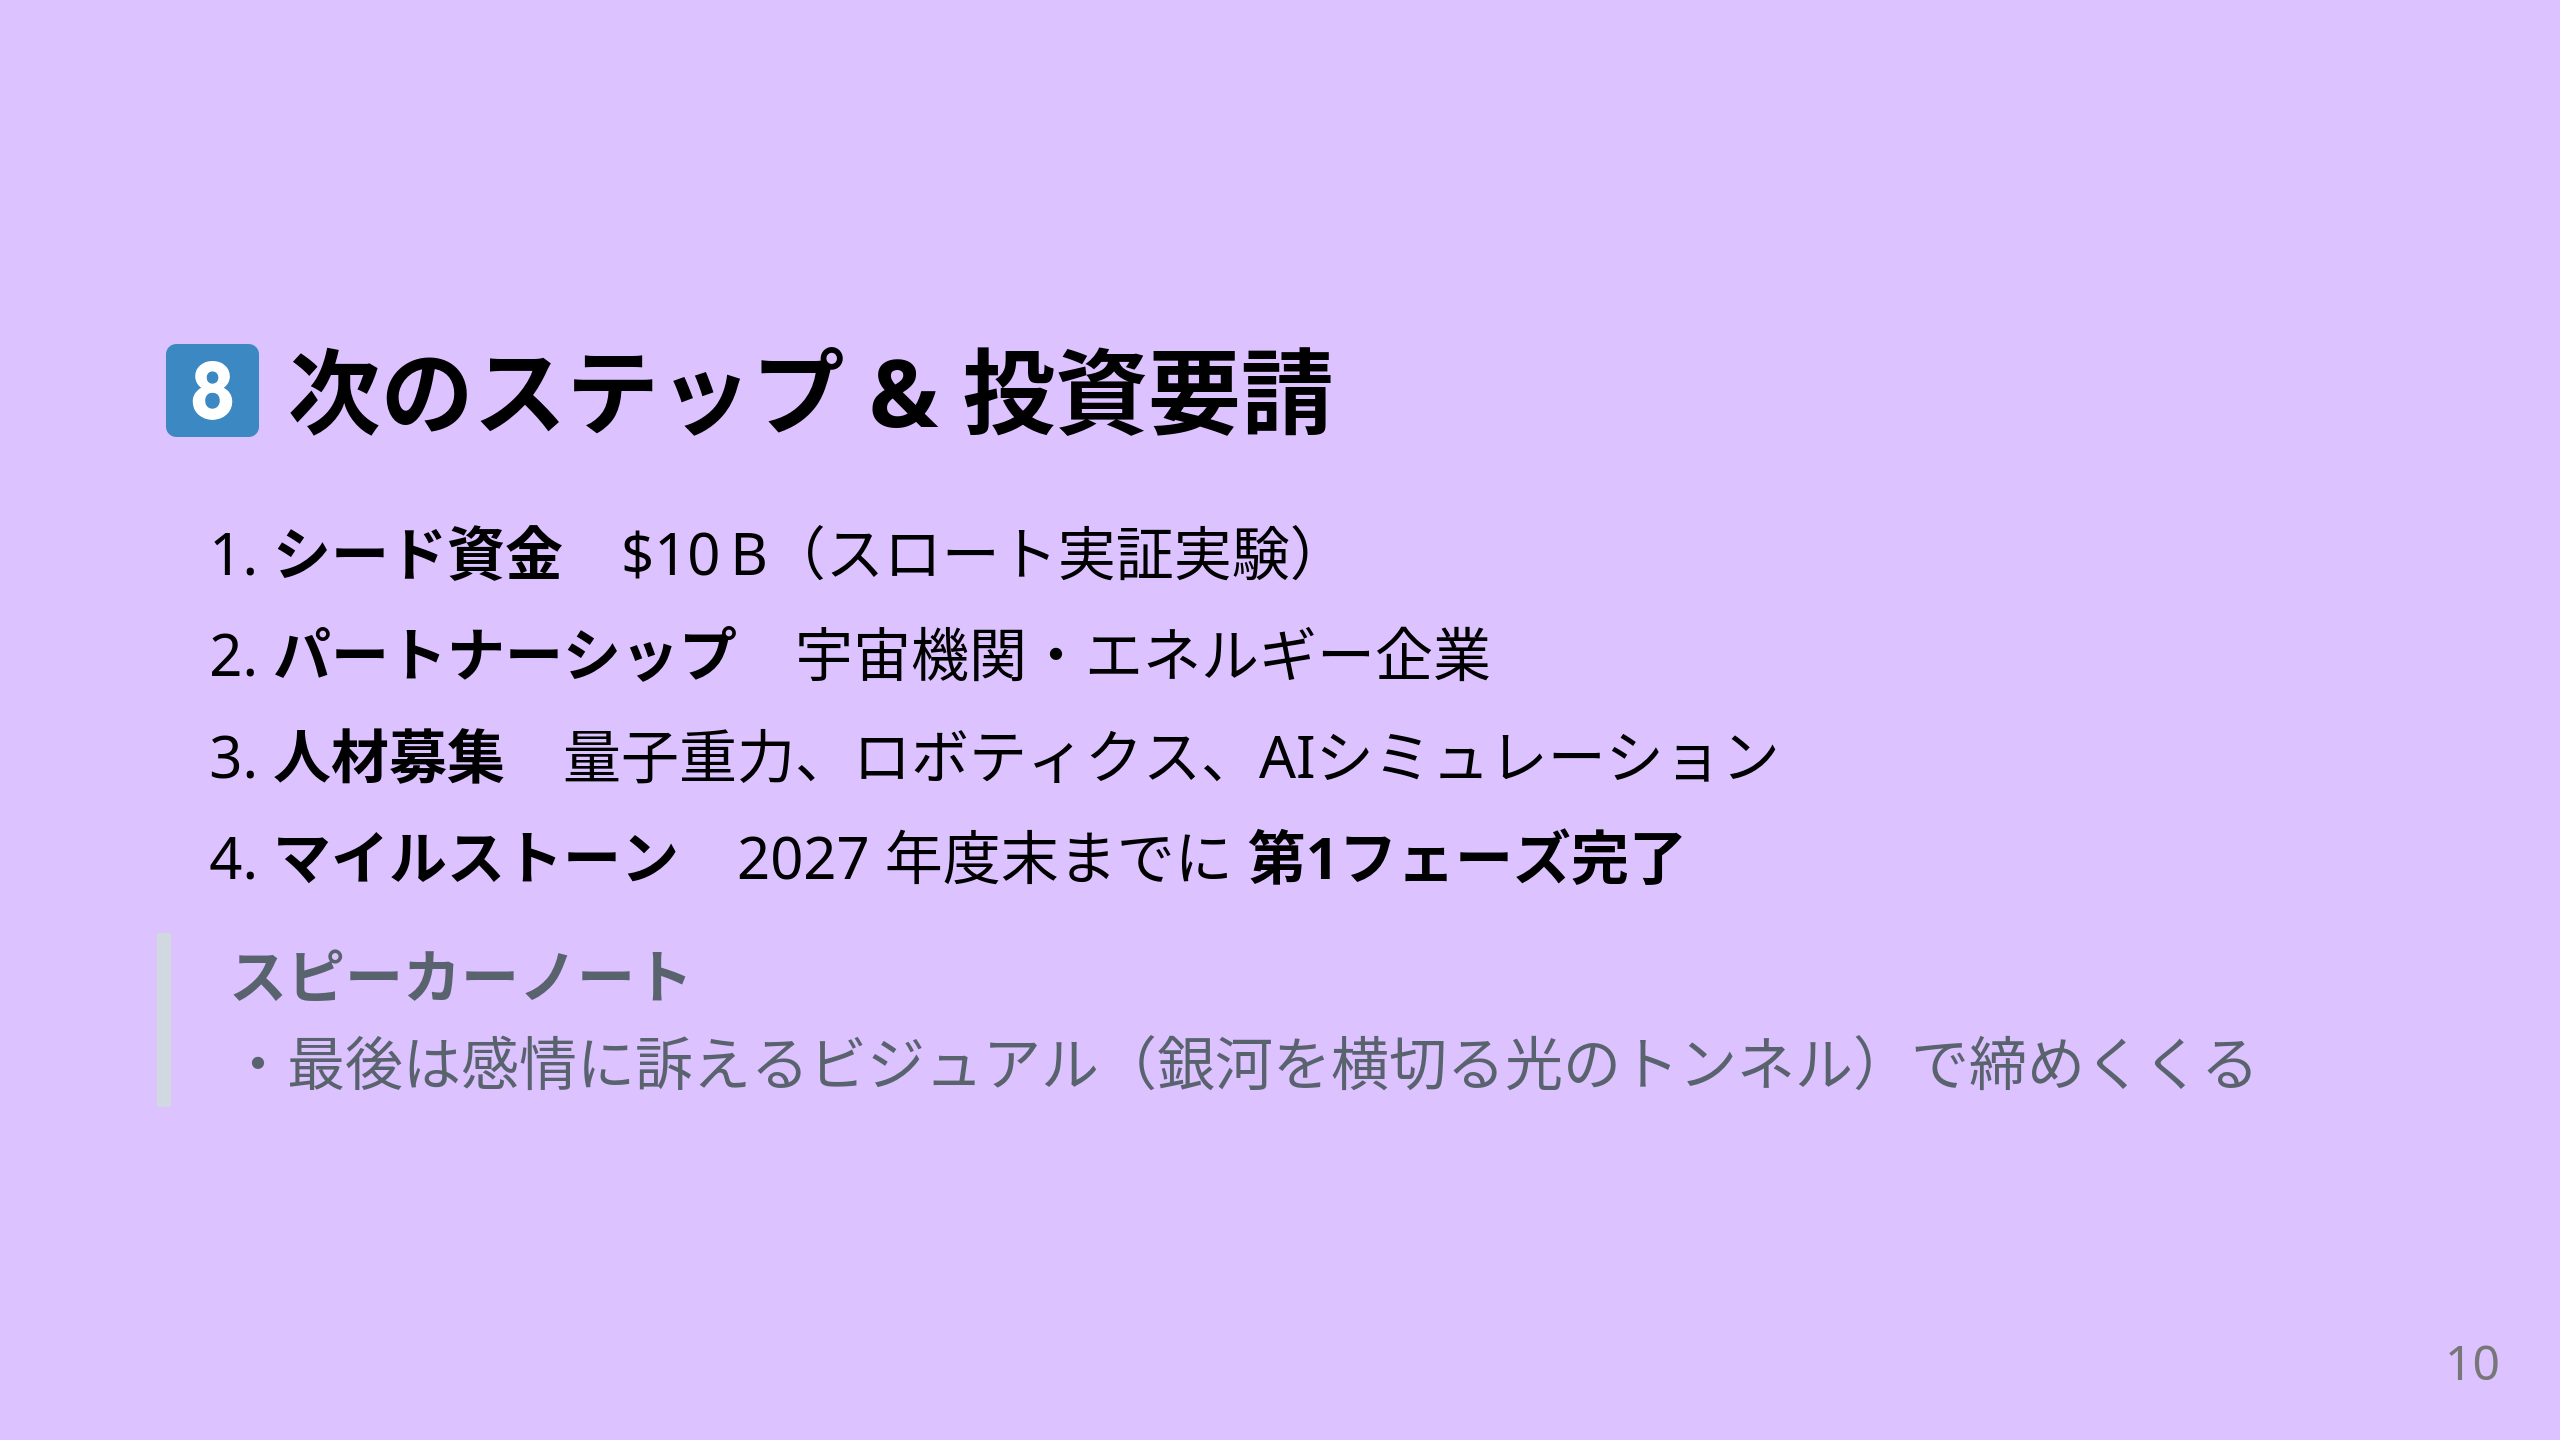 8 次のステップ & 投資要請
1. シード資金　$10 B（スロート実証実験）
2. パートナーシップ　宇宙機関・エネルギー企業
3. 人材募集　量子重力、ロボティクス、AIシミュレーション
4. マイルストーン　2027 年度末までに 第1フェーズ完了
スピーカーノート
・最後は感情に訴えるビジュアル（銀河を横切る光のトンネル）で締めくくる
10